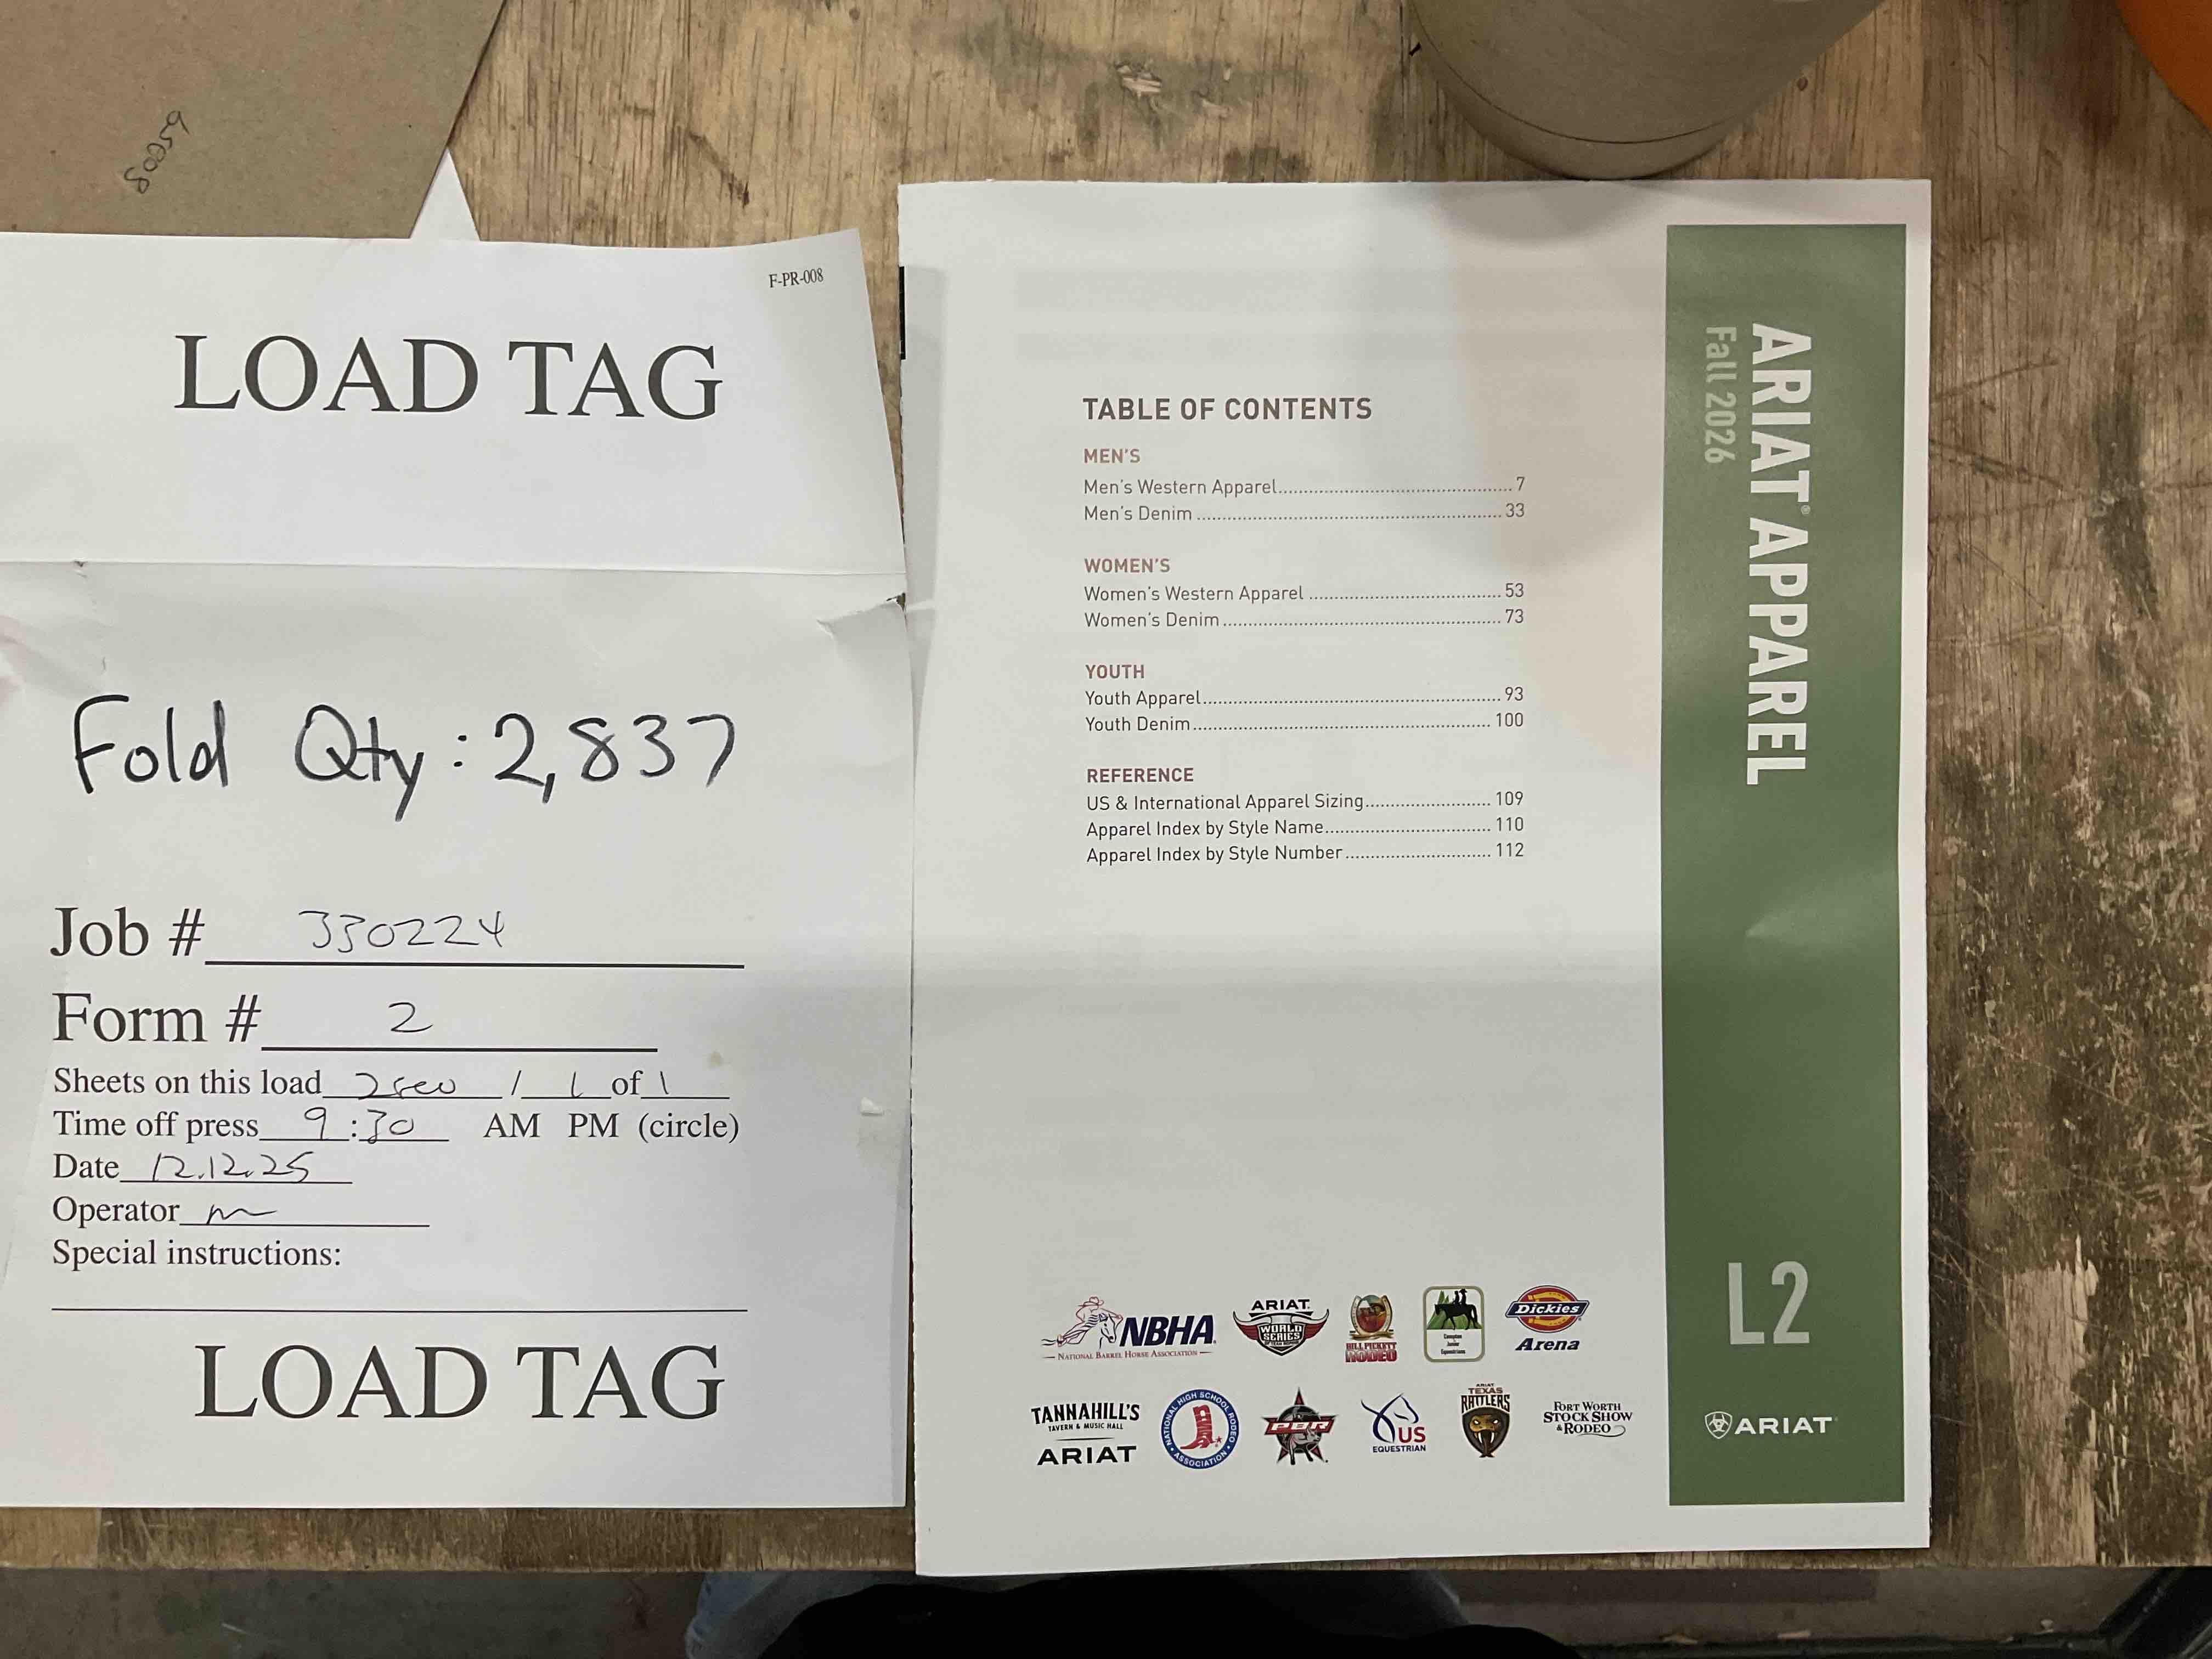 80259
F-PR-008
LOAD TAG
Fold Qty: 2,837
Job # 330224
Form # 2
Sheets on this load / 1 of 1
Time off press 9:30 AM PM (circle)
Date 12.12.25
Operator
Special instructions:
LOAD TAG
TABLE OF CONTENTS
MEN'S
Men's Western Apparel.................................................. 7
Men's Denim .................................................. 33
WOMEN'S
Women's Western Apparel .................................................. 53
Women's Denim .................................................. 73
YOUTH
Youth Apparel.................................................. 93
Youth Denim.................................................. 100
REFERENCE
US & International Apparel Sizing......................... 109
Apparel Index by Style Name................................. 110
Apparel Index by Style Number............................. 112
NBHA
NATIONAL BARREL HORSE ASSOCIATION
ARIAT
WORLD
SERIES
BILL PICKETT
RODEO
Compton
Junior
Equestrians
Dickies
Arena
TANNAHILL'S
TAVERN & MUSIC HALL
ARIAT
NATIONAL HIGH SCHOOL RODEO ASSOCIATION
PBR
US
EQUESTRIAN
ARIAT
TEXAS
RATTLERS
FORT WORTH
STOCK SHOW
& RODEO
ARIAT® APPAREL
Fall 2026
L2
ARIAT